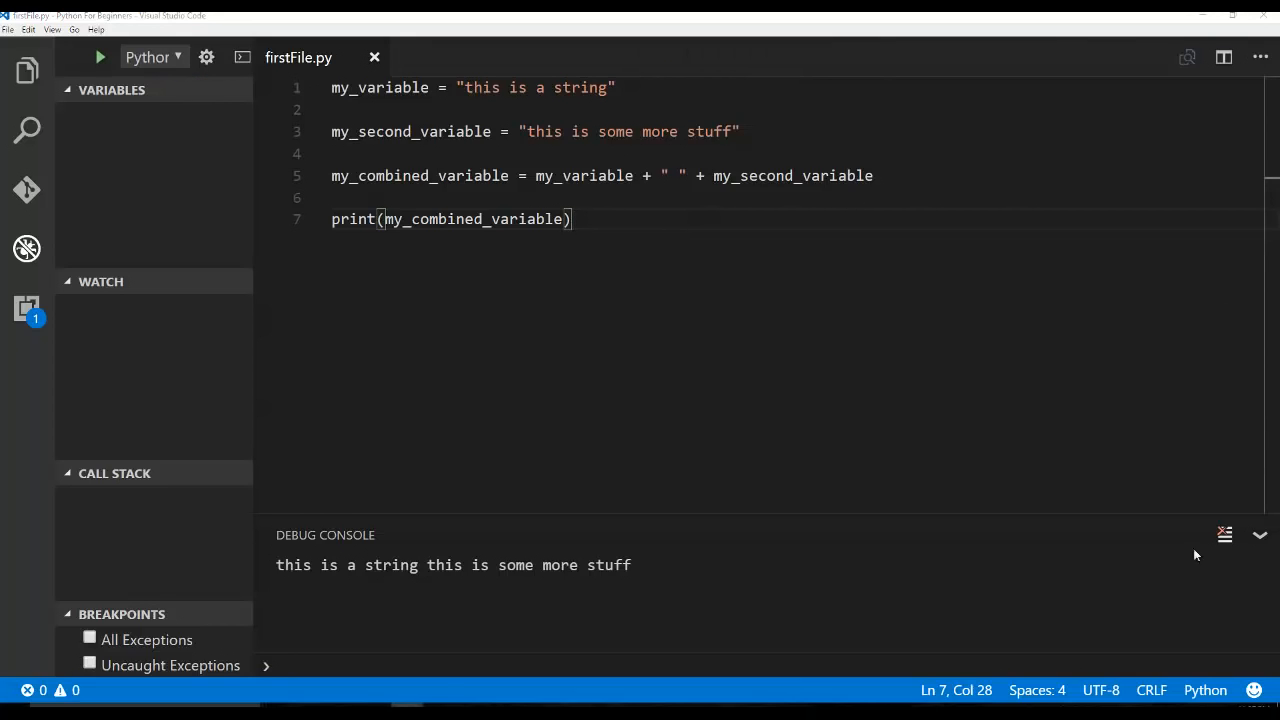 firstFile.py - Python For Beginners - Visual Studio Code
File Edit View Go Help
Python
firstFile.py
VARIABLES
1 my_variable = "this is a string"
2
3 my_second_variable = "this is some more stuff"
4
5 my_combined_variable = my_variable + " " + my_second_variable
6
7 print(my_combined_variable)
WATCH
1
CALL STACK
DEBUG CONSOLE
this is a string this is some more stuff
BREAKPOINTS
All Exceptions
Uncaught Exceptions
0 0 Ln 7, Col 28 Spaces: 4 UTF-8 CRLF Python